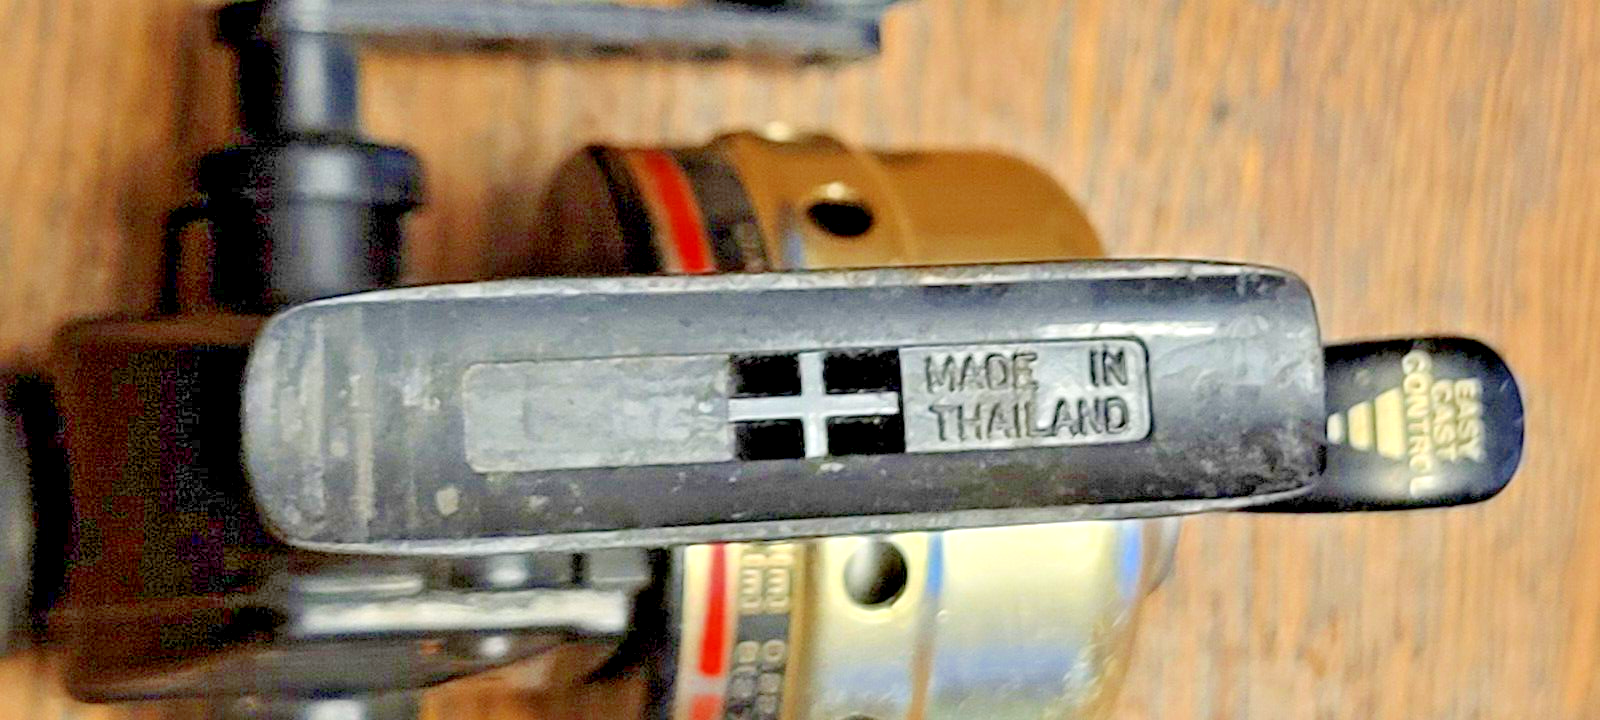 MADE IN
THAILAND
EASY
CAST
CONTROL